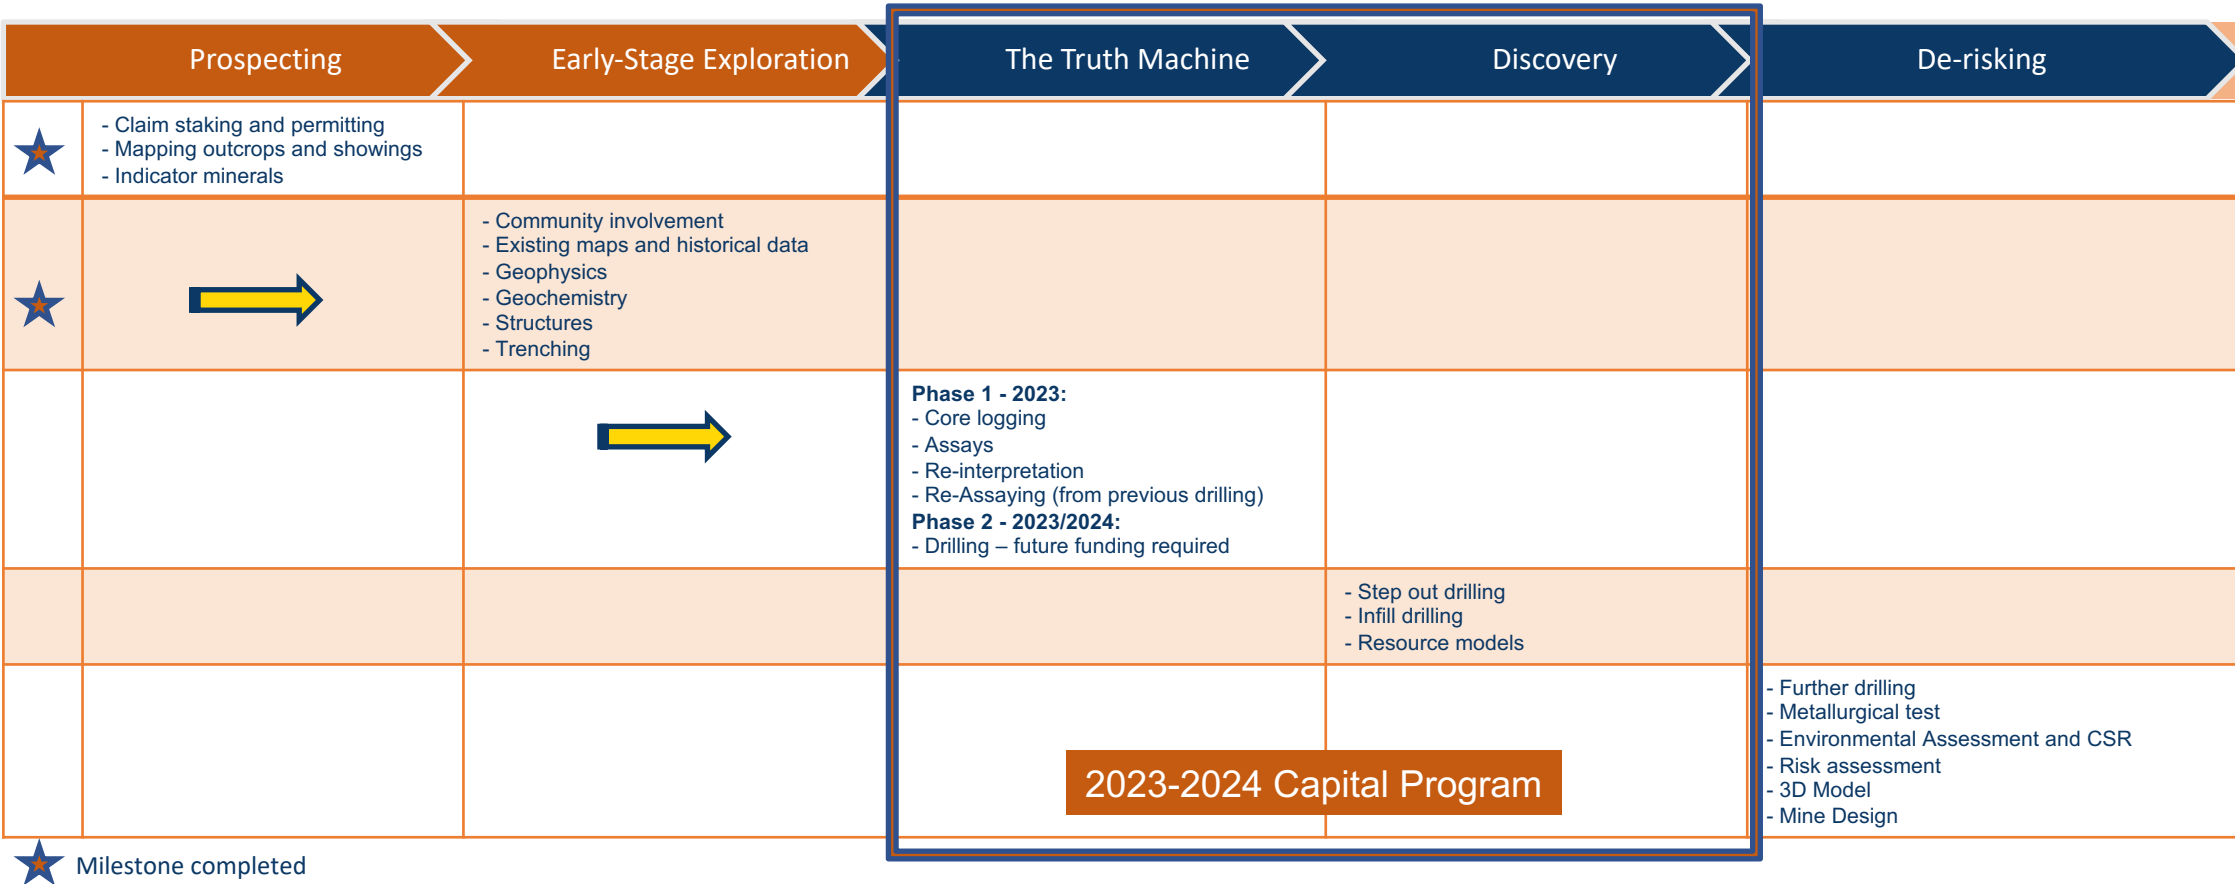 Prospecting
Early-Stage Exploration
The Truth Machine
Discovery
De-risking
- Claim staking and permitting
- Mapping outcrops and showings
- Indicator minerals
- Community involvement
- Existing maps and historical data
- Geophysics
- Geochemistry
- Structures
- Trenching
Phase 1 - 2023:
- Core logging
- Assays
- Re-interpretation
- Re-Assaying (from previous drilling)
Phase 2 - 2023/2024:
- Drilling – future funding required
- Step out drilling
- Infill drilling
- Resource models
- Further drilling
- Metallurgical test
- Environmental Assessment and CSR
- Risk assessment
- 3D Model
- Mine Design
2023-2024 Capital Program
Milestone completed